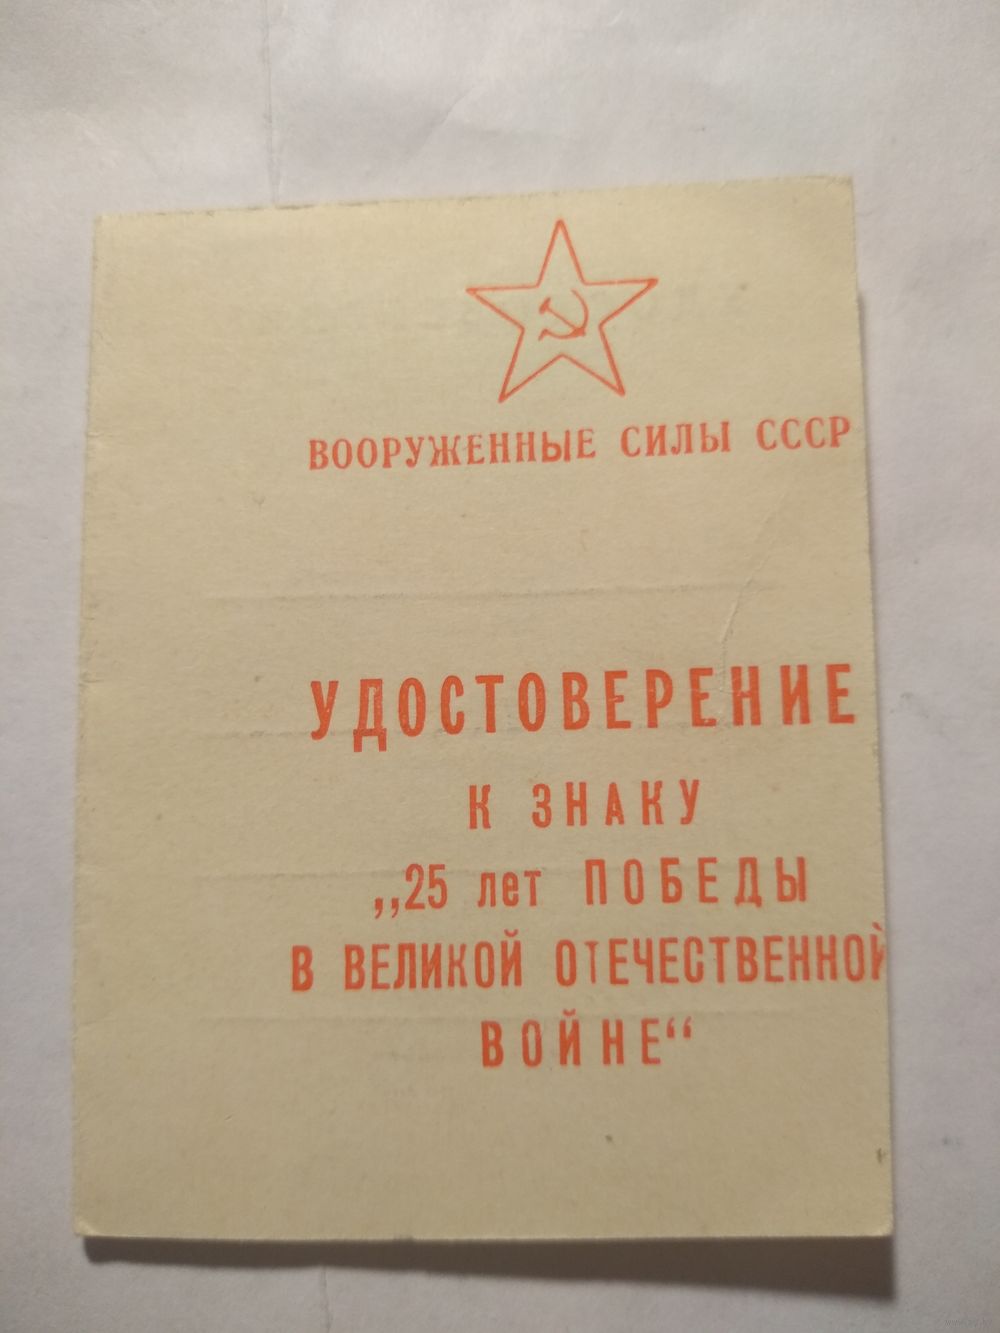 ВООРУЖЕННЫЕ СИЛЫ СССР
УДОСТОВЕРЕНИЕ
К ЗНАКУ
„25 лет ПОБЕДЫ
В ВЕЛИКОЙ ОТЕЧЕСТВЕННОЙ
ВОЙНЕ“